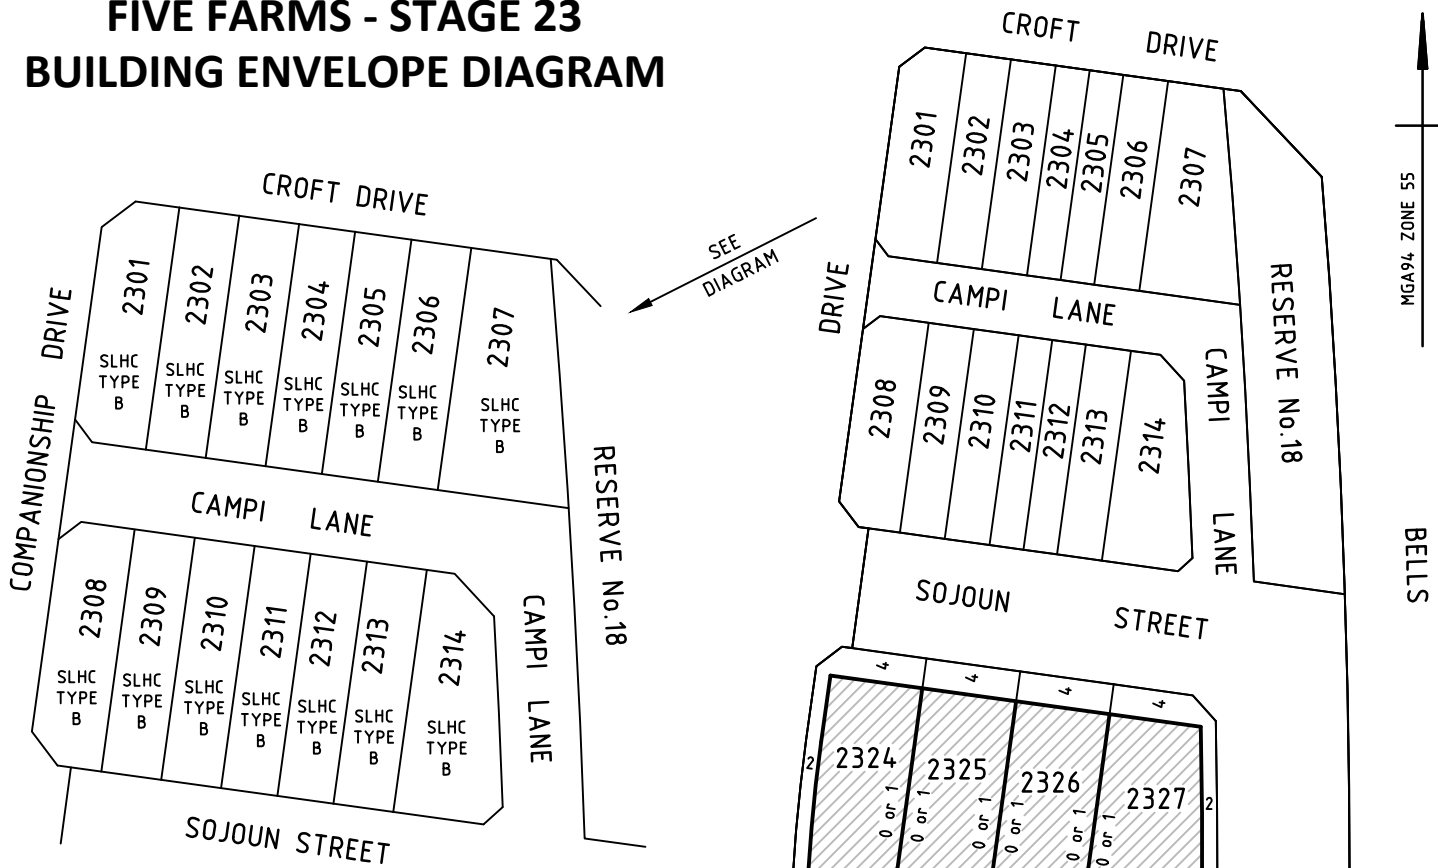 FIVE FARMS - STAGE 23
BUILDING ENVELOPE DIAGRAM
CROFT DRIVE
COMPANIONSHIP DRIVE
2301
SLHC
TYPE
B
2302
SLHC
TYPE
B
2303
SLHC
TYPE
B
2304
SLHC
TYPE
B
2305
SLHC
TYPE
B
2306
SLHC
TYPE
B
2307
SLHC
TYPE
B
CAMPI LANE
RESERVE No.18
2308
SLHC
TYPE
B
2309
SLHC
TYPE
B
2310
SLHC
TYPE
B
2311
SLHC
TYPE
B
2312
SLHC
TYPE
B
2313
SLHC
TYPE
B
2314
SLHC
TYPE
B
CAMPI LANE
SOJOUN STREET
SEE
DIAGRAM
CROFT DRIVE
2301
2302
2303
2304
2305
2306
2307
DRIVE
CAMPI LANE
RESERVE No.18
2308
2309
2310
2311
2312
2313
2314
CAMPI LANE
SOJOUN STREET
4
4
4
4
2
2324
2325
2326
2327
2
0 or 1
0 or 1
0 or 1
0 or 1
0 or 1
0 or 1
MGA94 ZONE 55
BELLS